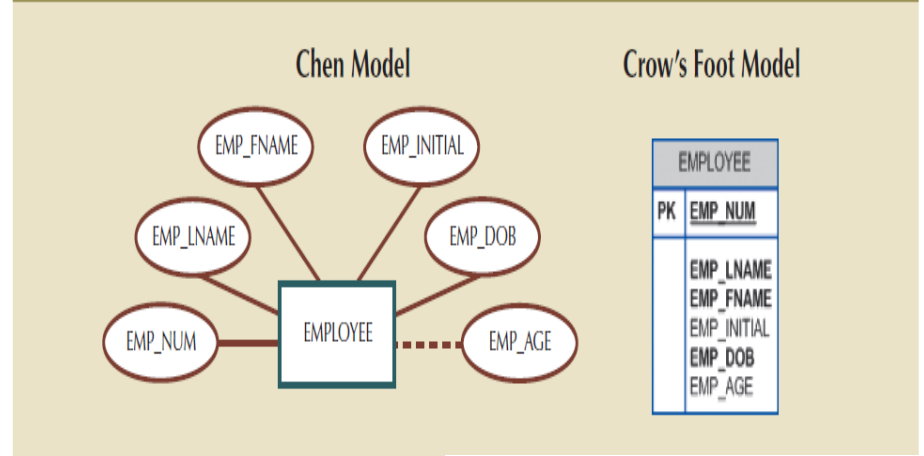 Chen Model
EMP_FNAME
EMP_INITIAL
EMP_LNAME
EMP_DOB
EMP_NUM
EMPLOYEE
EMP_AGE
Crow's Foot Model
EMPLOYEE
PK EMP_NUM
EMP_LNAME
EMP_FNAME
EMP_INITIAL
EMP_DOB
EMP_AGE